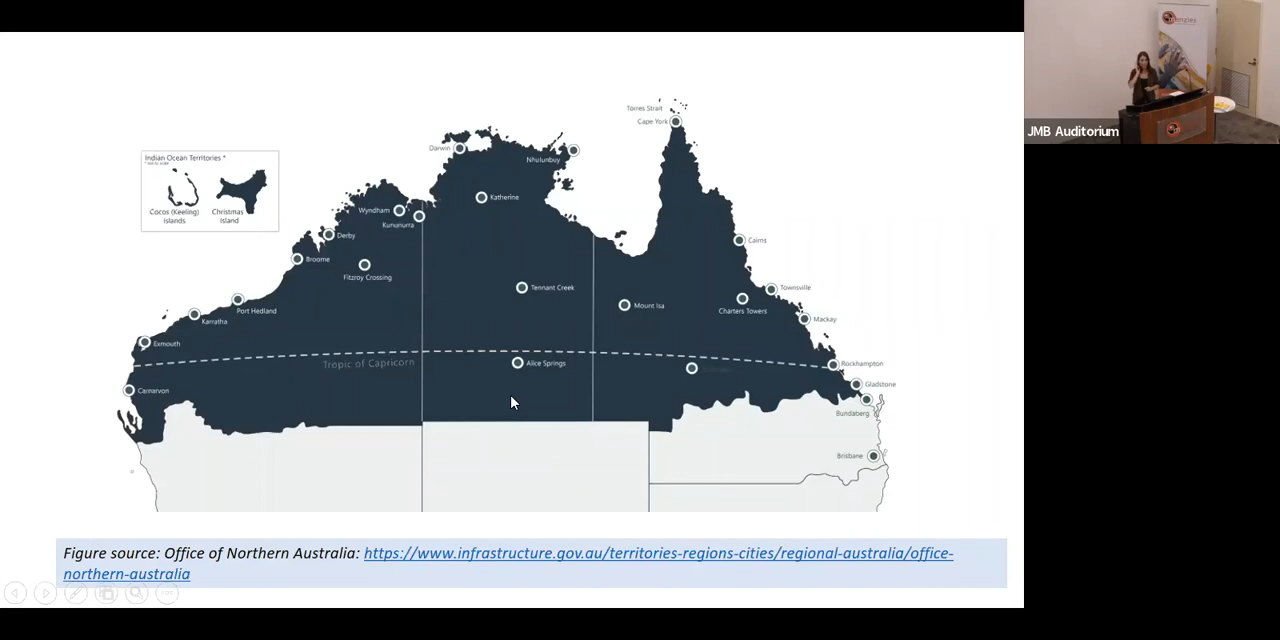 Torres Strait
Cape York
Darwin
Nhulunbuy
Indian Ocean Territories *
Cocos (Keeling)
Islands
Christmas
Island
Katherine
Wyndham
Kununurra
Derby
Cairns
Broome
Fitzroy Crossing
Tennant Creek
Townsville
Port Hedland
Mount Isa
Charters Towers
Karratha
Mackay
Exmouth
Tropic of Capricorn
Alice Springs
Rockhampton
Carnarvon
Gladstone
Bundaberg
Brisbane
Figure source: Office of Northern Australia: https://www.infrastructure.gov.au/territories-regions-cities/regional-australia/office-
northern-australia
JMB Auditorium